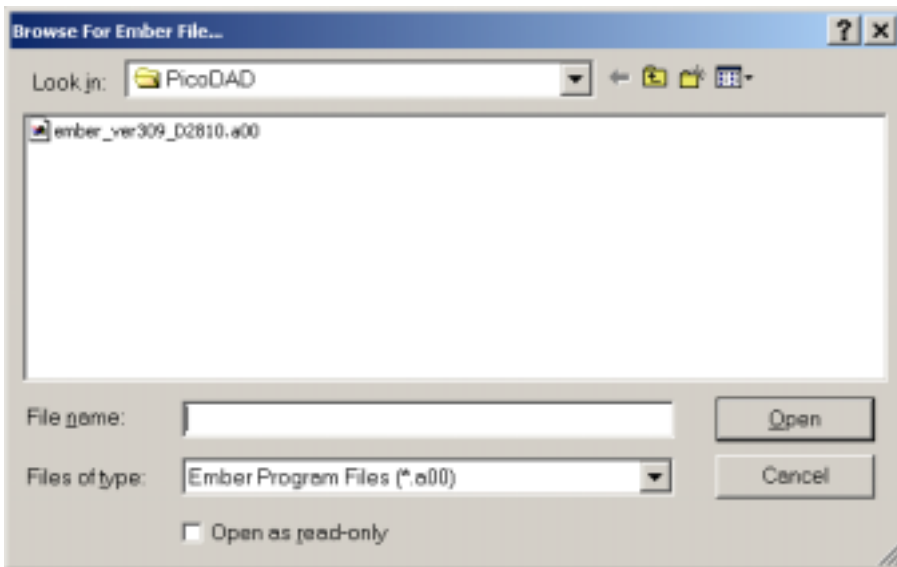 Browse For Ember File...
Look in: PicoDAD
ember_ver309_D2810.a00
File name:
Open
Files of type: Ember Program Files (*.a00)
Cancel
Open as read-only